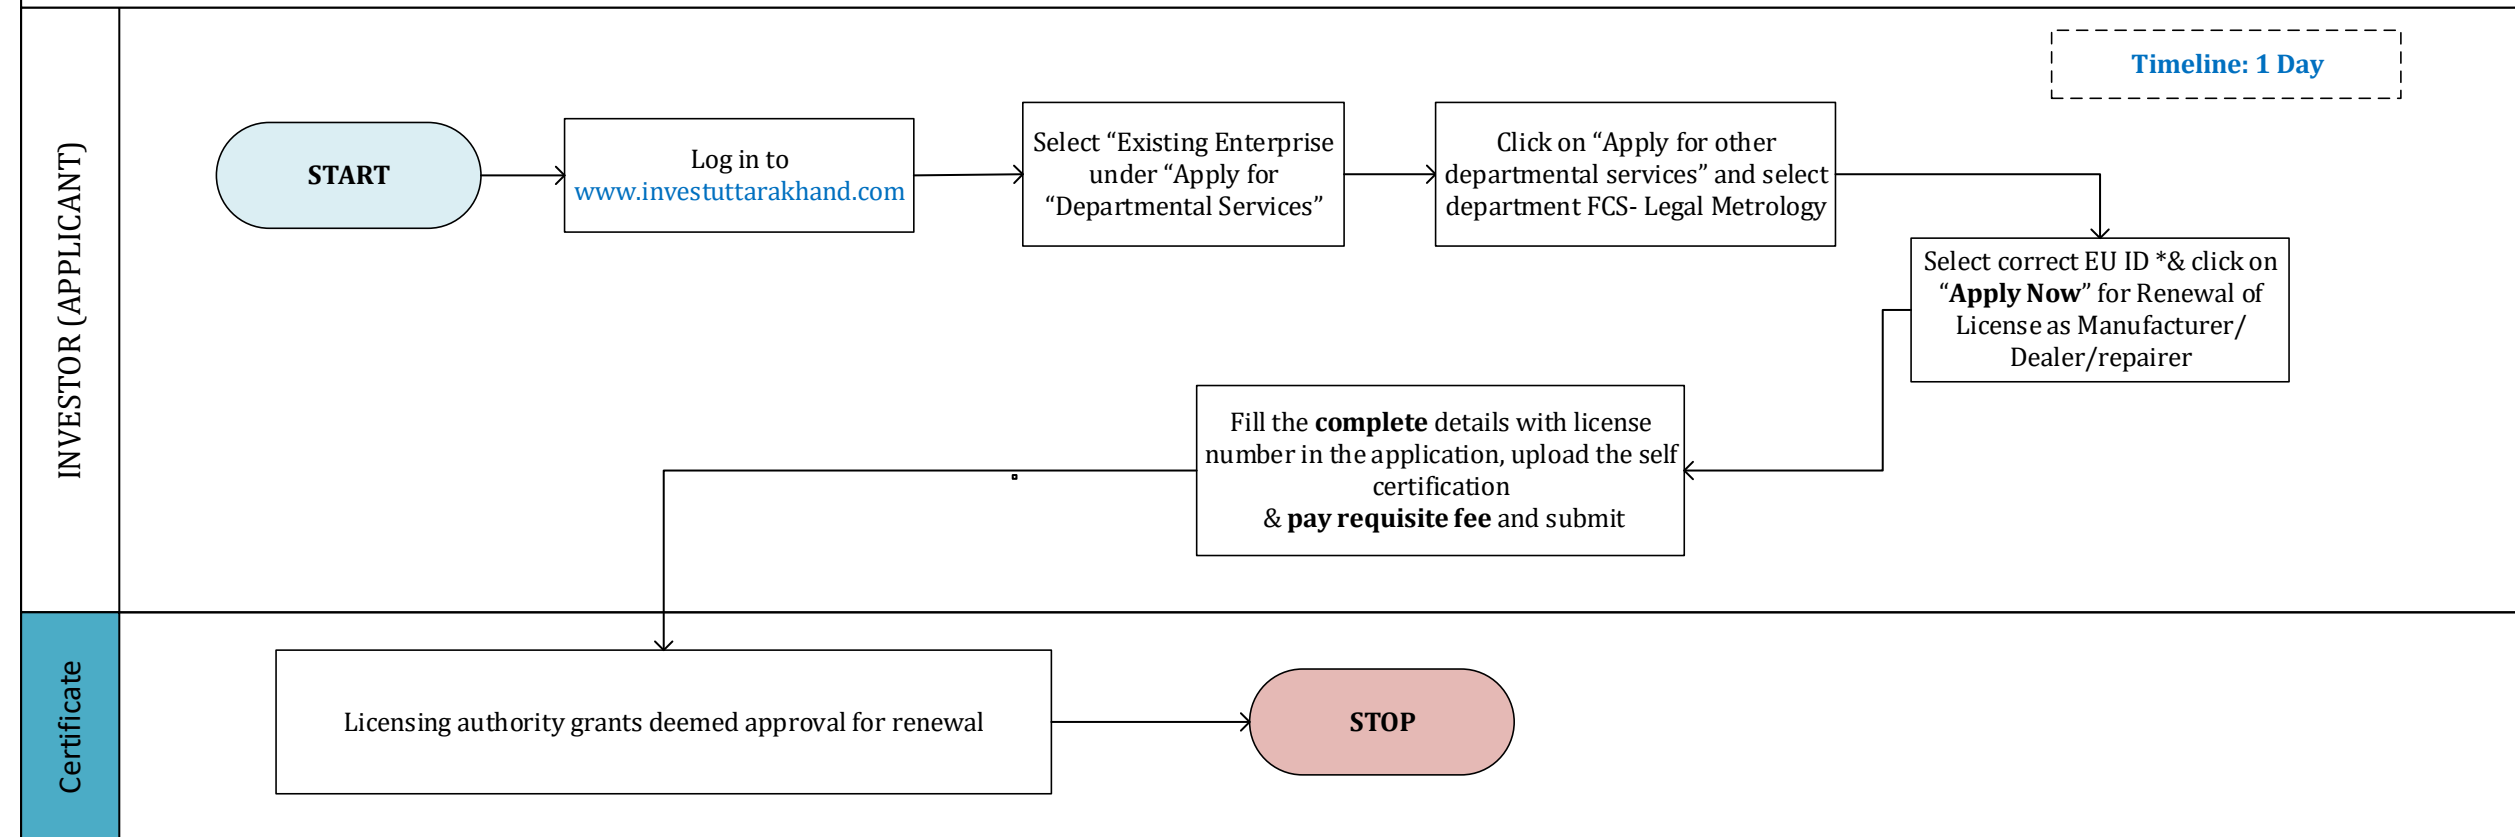 Timeline: 1 Day
INVESTOR (APPLICANT)
START
Log in to
www.investuttarakhand.com
Select “Existing Enterprise
under “Apply for
“Departmental Services”
Click on “Apply for other
departmental services” and select
department FCS- Legal Metrology
Select correct EU ID *& click on
“Apply Now” for Renewal of
License as Manufacturer/
Dealer/repairer
Fill the complete details with license
number in the application, upload the self
certification
& pay requisite fee and submit
Certificate
Licensing authority grants deemed approval for renewal
STOP